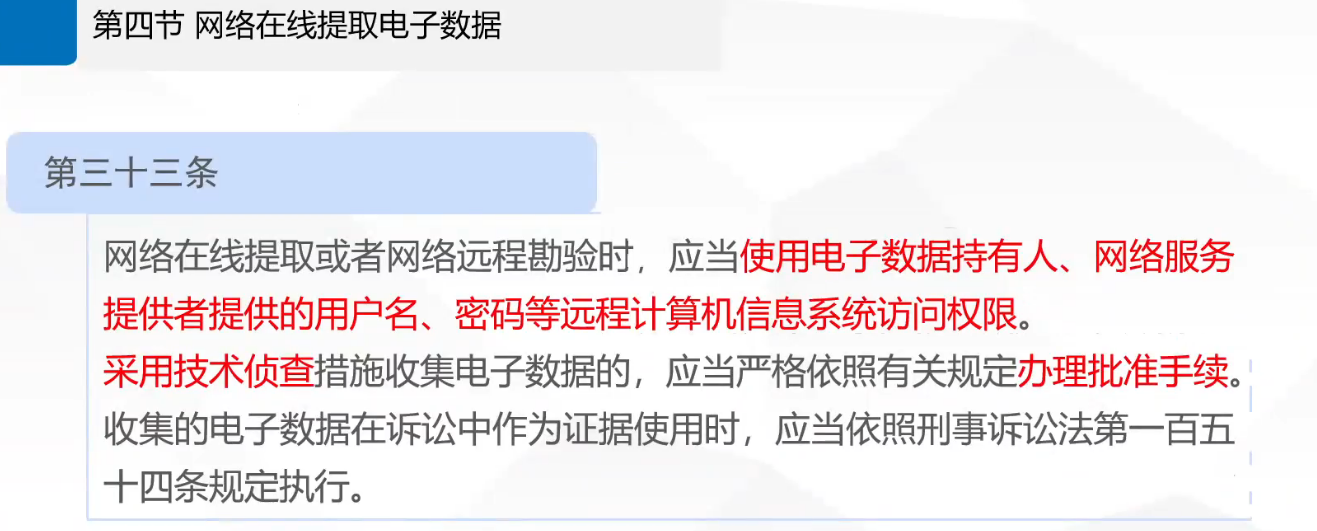 第四节 网络在线提取电子数据
第三十三条
网络在线提取或者网络远程勘验时，应当使用电子数据持有人、网络服务
提供者提供的用户名、密码等远程计算机信息系统访问权限。
采用技术侦查措施收集电子数据的，应当严格依照有关规定办理批准手续。
收集的电子数据在诉讼中作为证据使用时，应当依照刑事诉讼法第一百五
十四条规定执行。